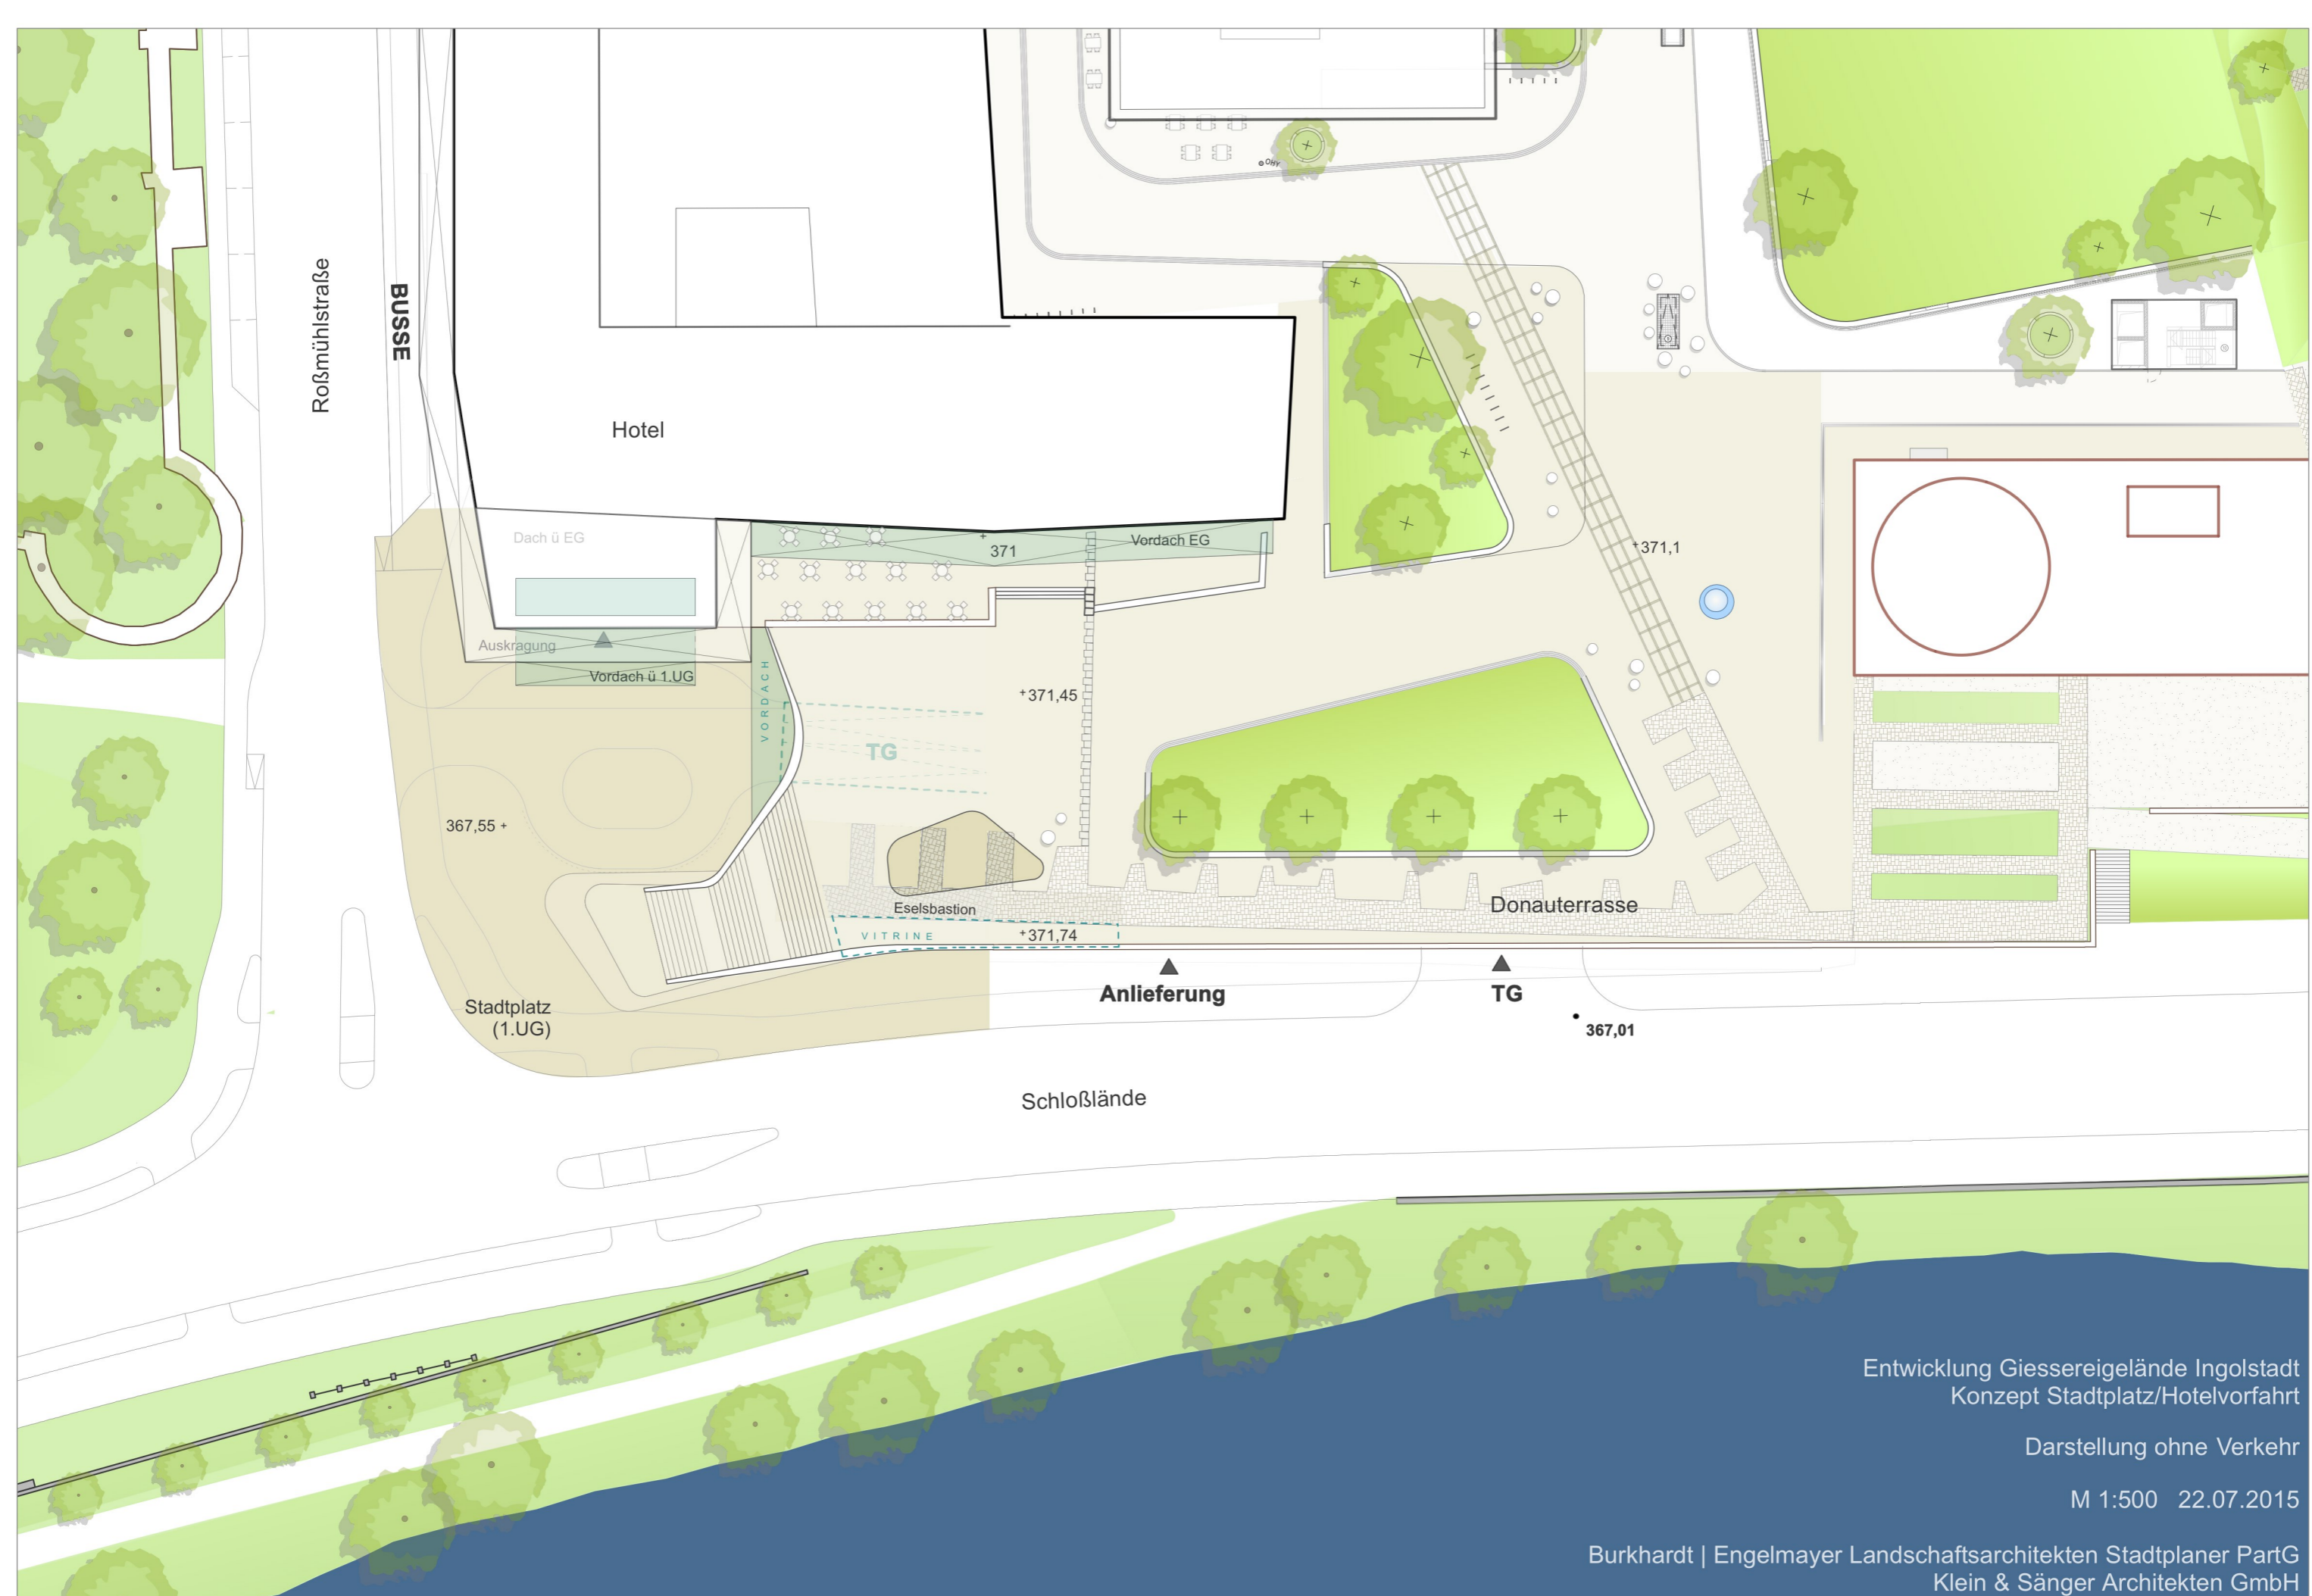 OHY
Roßmühlstraße
BUSSE
Hotel
Dach ü EG
371
Vordach EG
371,1
Auskragung
Vordach ü 1.UG
VORDACH
371,45
TG
367,55
Eselsbastion
Donauterrasse
VITRINE
371,74
Anlieferung
TG
Stadtplatz
(1.UG)
367,01
Schloßlände
Entwicklung Giessereigelände Ingolstadt
Konzept Stadtplatz/Hotelvorfahrt
Darstellung ohne Verkehr
M 1:500 22.07.2015
Burkhardt | Engelmayer Landschaftsarchitekten Stadtplaner PartG
Klein & Sänger Architekten GmbH